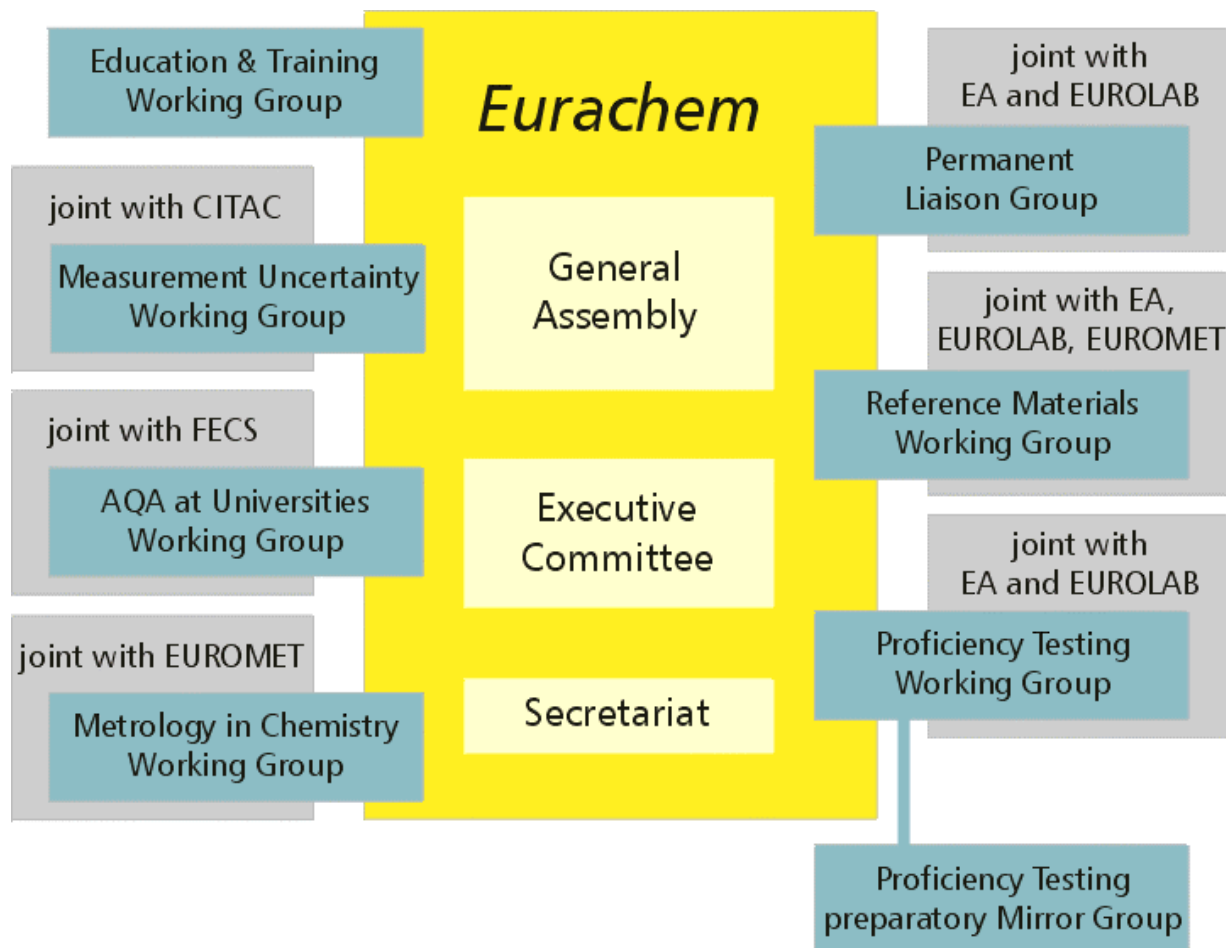 Education & Training
Working Group
joint with CITAC
Measurement Uncertainty
Working Group
joint with FECS
AQA at Universities
Working Group
joint with EUROMET
Metrology in Chemistry
Working Group
Eurachem
General
Assembly
Executive
Committee
Secretariat
joint with
EA and EUROLAB
Permanent
Liaison Group
joint with EA,
EUROLAB, EUROMET
Reference Materials
Working Group
joint with
EA and EUROLAB
Proficiency Testing
Working Group
Proficiency Testing
preparatory Mirror Group